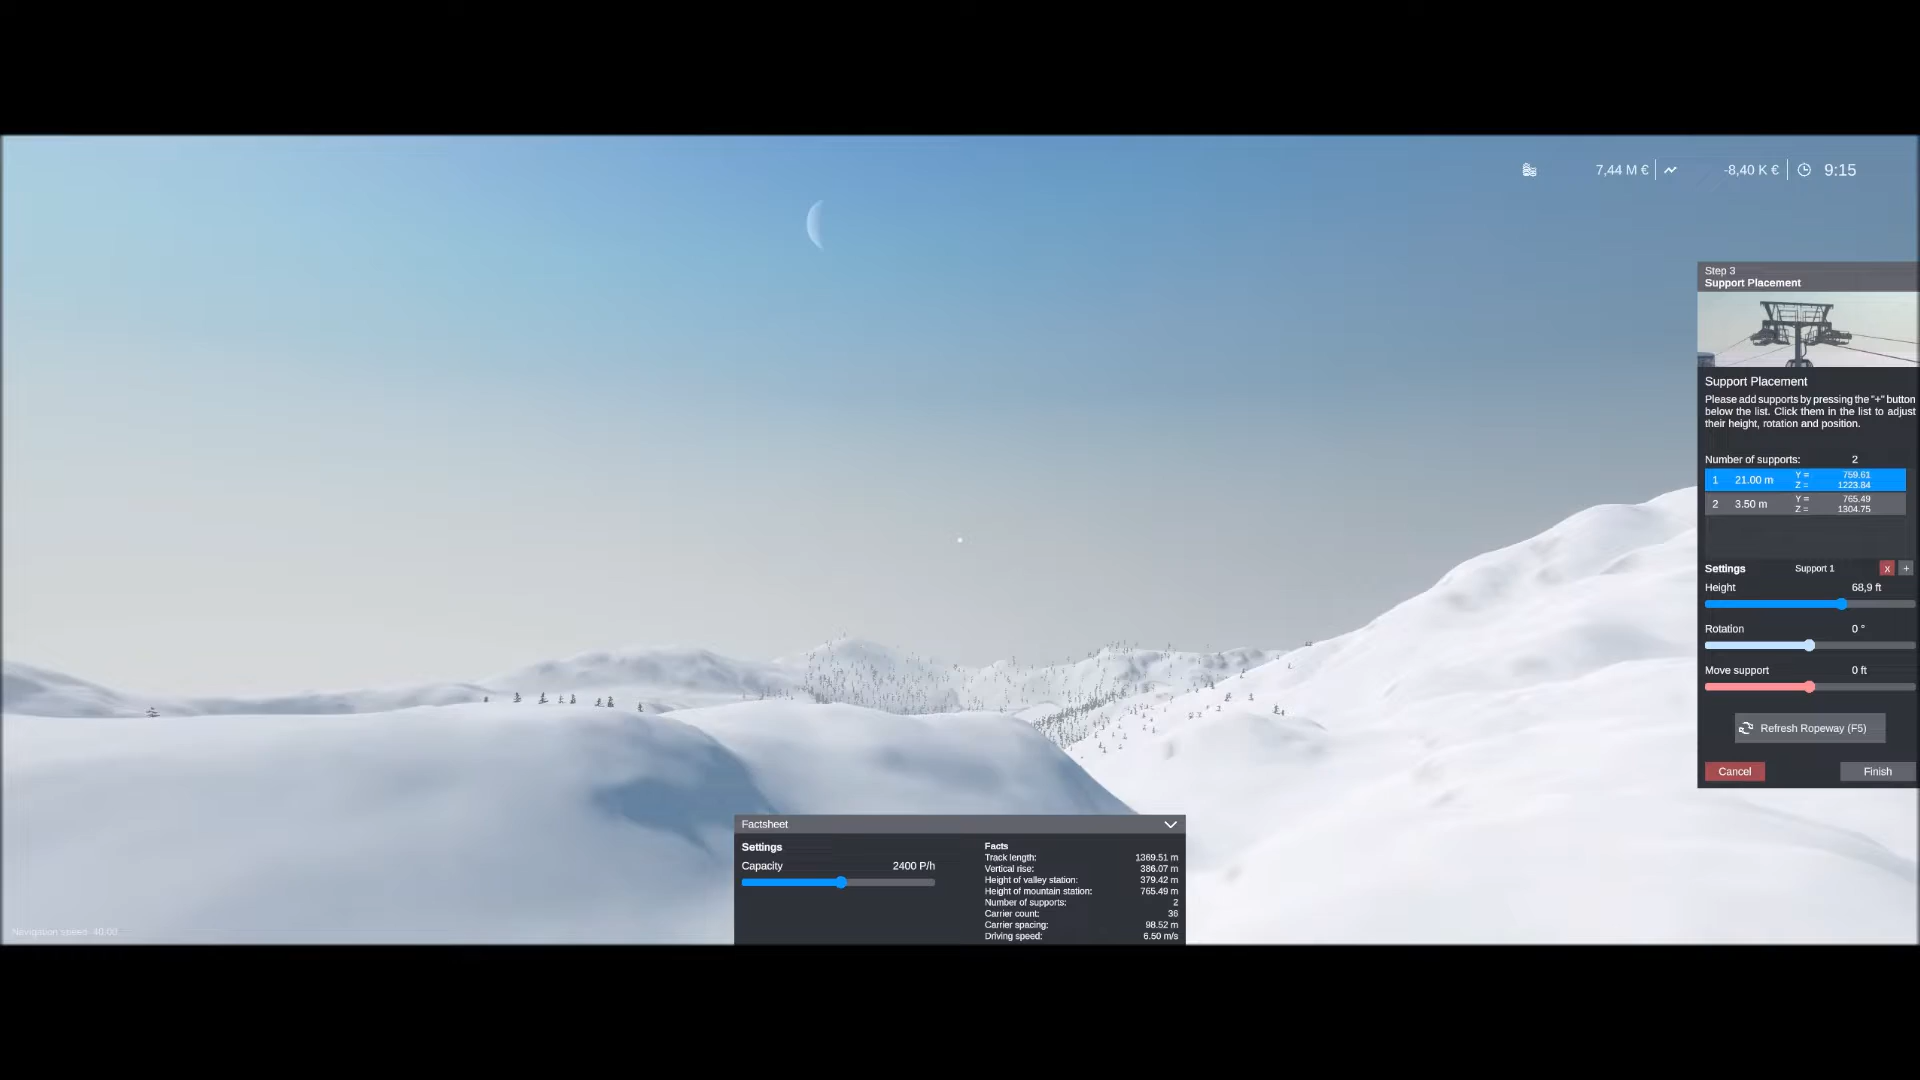 7,44 M € -8,40 K € 9:15
Step 3
Support Placement
Support Placement
Please add supports by pressing the "+" button
below the list. Click them in the list to adjust
their height, rotation and position.
Number of supports: 2
1 21.00 m Y = 759.61
Z = 1223.84
2 3.50 m Y = 765.49
Z = 1304.75
Settings Support 1 x +
Height 68,9 ft
Rotation 0 °
Move support 0 ft
Refresh Ropeway (F5)
Cancel Finish
Factsheet
Settings
Capacity 2400 P/h
Facts
Track length: 1369.51 m
Vertical rise: 386.07 m
Height of valley station: 379.42 m
Height of mountain station: 765.49 m
Number of supports: 2
Carrier count: 36
Carrier spacing: 98.52 m
Driving speed: 6.50 m/s
Navigation speed: 40.00